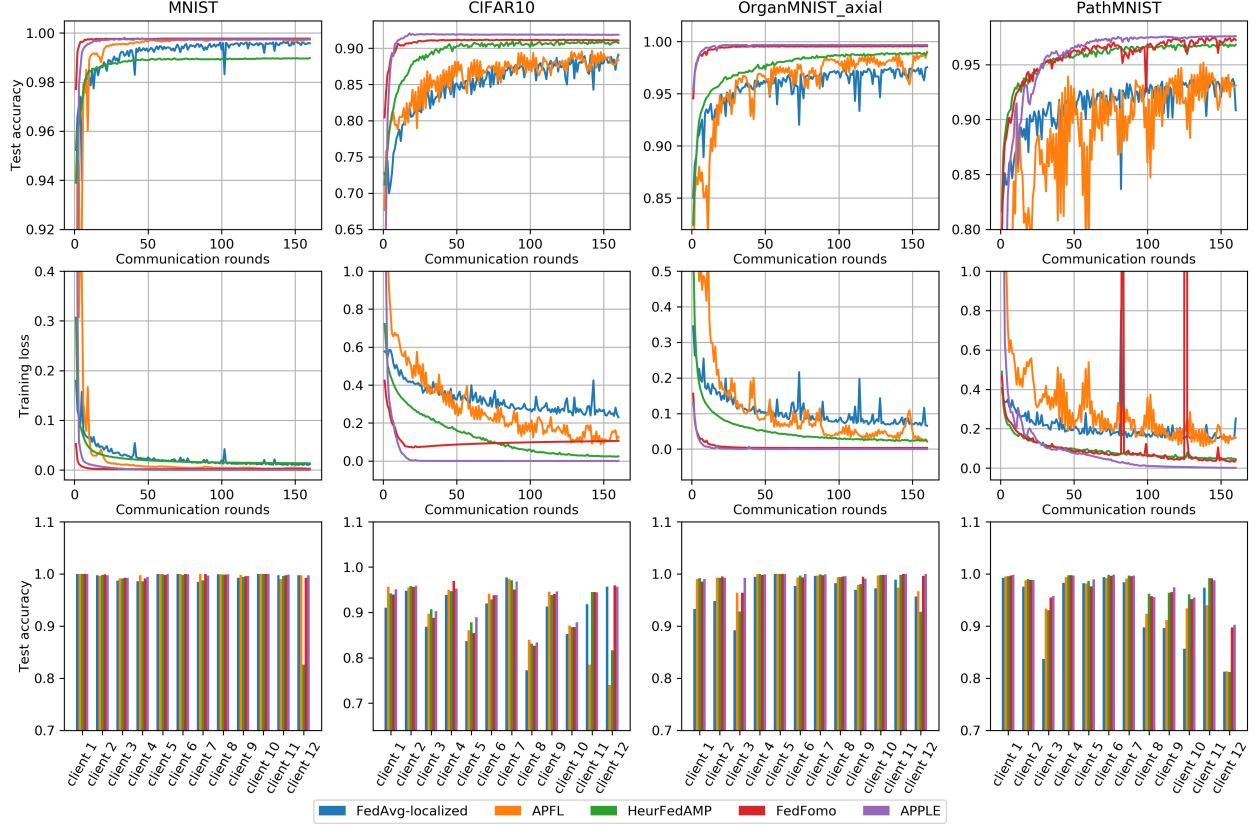 MNIST
CIFAR10
OrganMNIST_axial
PathMNIST
Test accuracy
1.00
0.98
0.96
0.94
0.92
0 50 100 150
Communication rounds
0.90
0.85
0.80
0.75
0.70
0.65
0 50 100 150
Communication rounds
1.00
0.95
0.90
0.85
0 50 100 150
Communication rounds
0.95
0.90
0.85
0.80
0 50 100 150
Communication rounds
Training loss
0.4
0.3
0.2
0.1
0.0
0 50 100 150
Communication rounds
1.0
0.8
0.6
0.4
0.2
0.0
0 50 100 150
Communication rounds
0.5
0.4
0.3
0.2
0.1
0.0
0 50 100 150
Communication rounds
1.0
0.8
0.6
0.4
0.2
0.0
0 50 100 150
Communication rounds
Test accuracy
1.1
1.0
0.9
0.8
0.7
client 1 client 2 client 3 client 4 client 5 client 6 client 7 client 8 client 9 client 10 client 11 client 12
1.1
1.0
0.9
0.8
0.7
client 1 client 2 client 3 client 4 client 5 client 6 client 7 client 8 client 9 client 10 client 11 client 12
1.1
1.0
0.9
0.8
0.7
client 1 client 2 client 3 client 4 client 5 client 6 client 7 client 8 client 9 client 10 client 11 client 12
1.1
1.0
0.9
0.8
0.7
client 1 client 2 client 3 client 4 client 5 client 6 client 7 client 8 client 9 client 10 client 11 client 12
FedAvg-localized APFL HeurFedAMP FedFomo APPLE